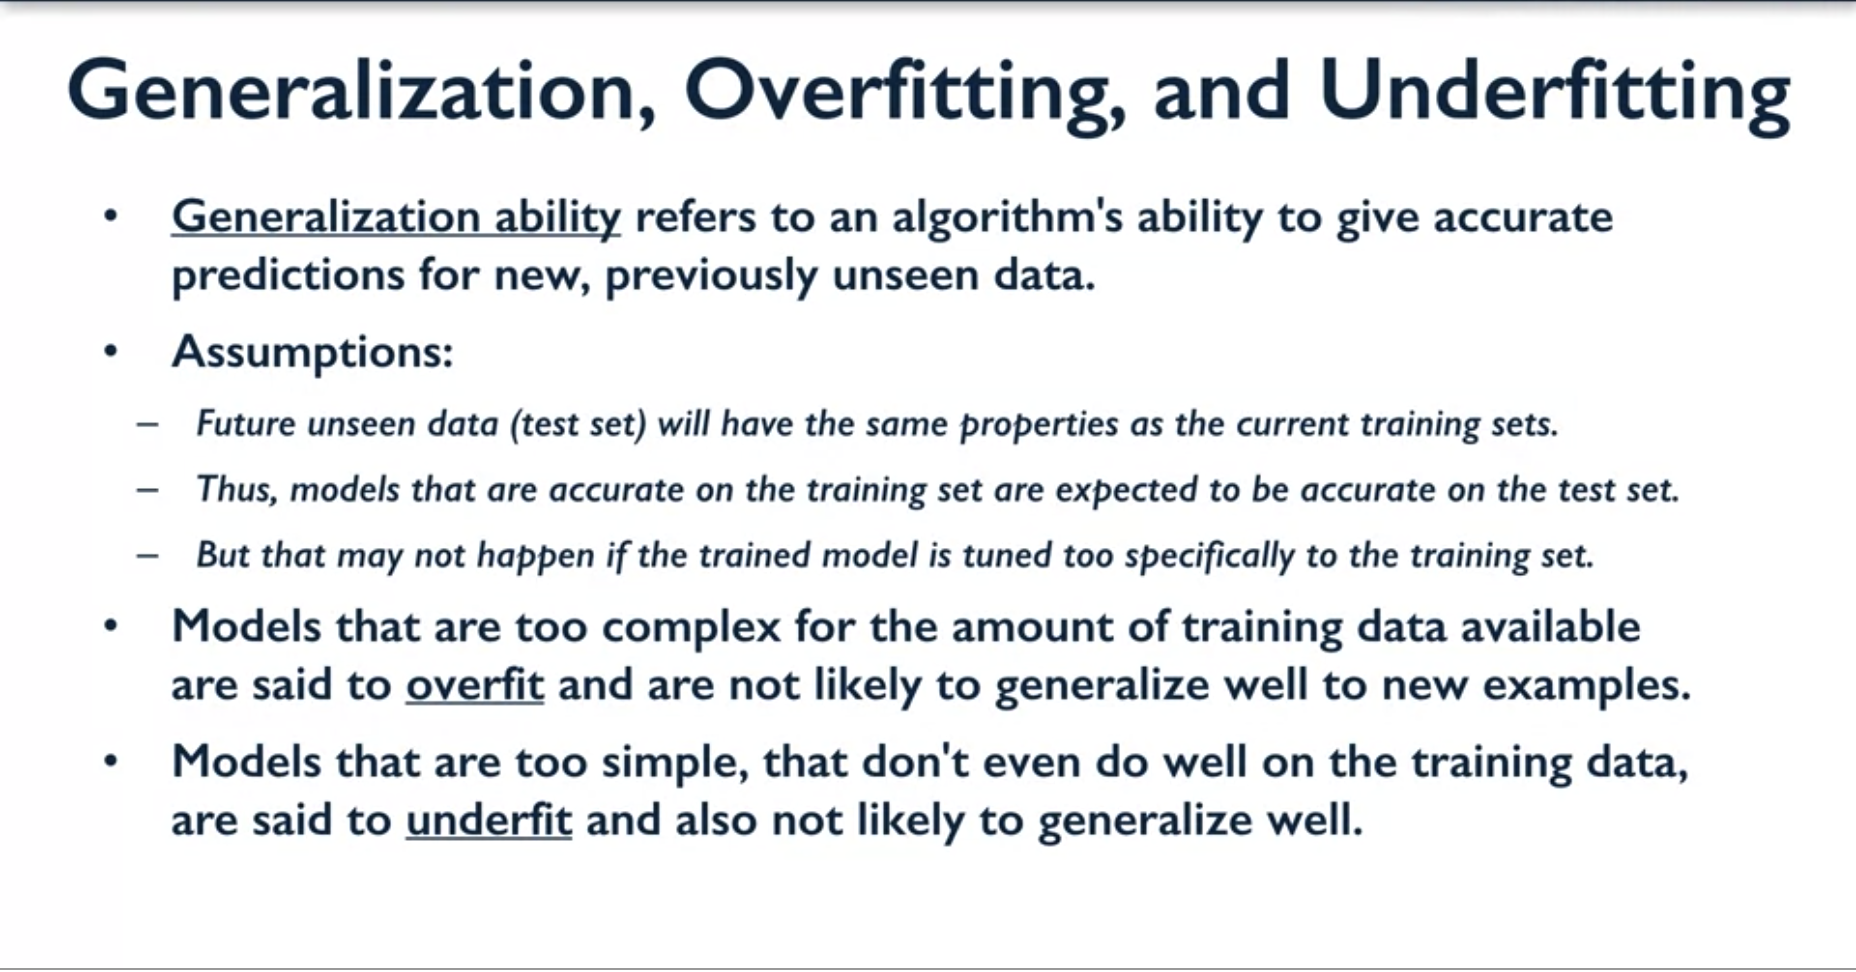 Generalization, Overfitting, and Underfitting
• Generalization ability refers to an algorithm's ability to give accurate
predictions for new, previously unseen data.
• Assumptions:
– Future unseen data (test set) will have the same properties as the current training sets.
– Thus, models that are accurate on the training set are expected to be accurate on the test set.
– But that may not happen if the trained model is tuned too specifically to the training set.
• Models that are too complex for the amount of training data available
are said to overfit and are not likely to generalize well to new examples.
• Models that are too simple, that don't even do well on the training data,
are said to underfit and also not likely to generalize well.